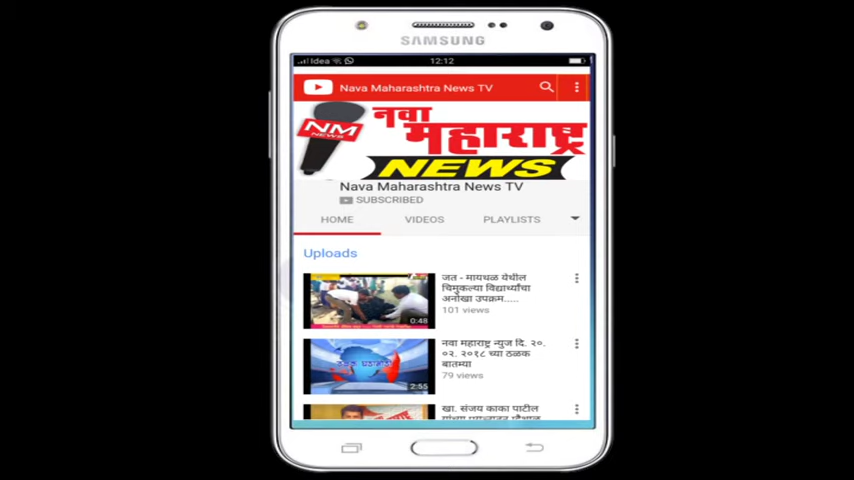 SAMSUNG
Idea 12:12
Nava Maharashtra News TV
NM
NEWS
नवा
महाराष्ट्र
NEWS
Nava Maharashtra News TV
SUBSCRIBED
HOME VIDEOS PLAYLISTS
Uploads
जत - मायथळ येथील
चिमुकल्या विद्यार्थ्यांचा
अनोखा उपक्रम.....
101 views
0:48
नवा महाराष्ट्र न्युज दि. २०.
०२. २०१८ च्या ठळक
बातम्या
79 views
2:55
खा. संजय काका पाटील